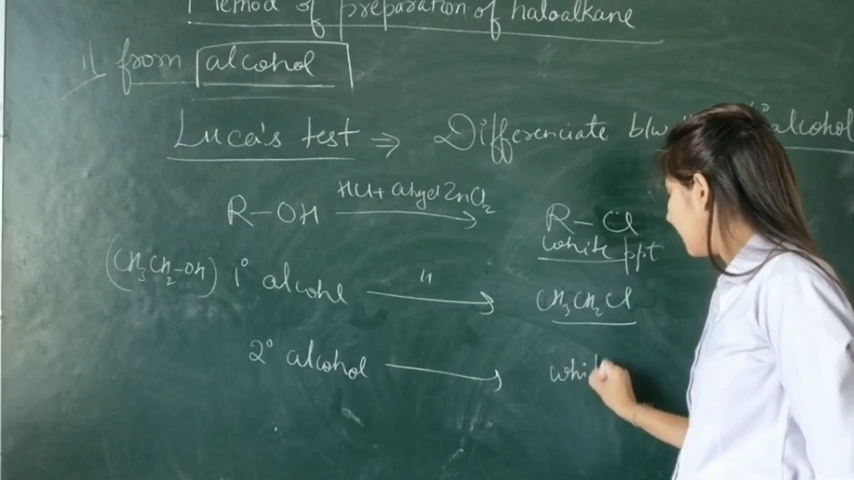 Method of preparation of haloalkane
1) from alcohol
Luca's test ⇒ Differenciate b/w 1° alcohol
R-OH HCl + anhyd ZnCl2 → R-Cl
white ppt
(CH3CH2-OH) 1° alcohol " → CH3CH2Cl
2° alcohol → whi